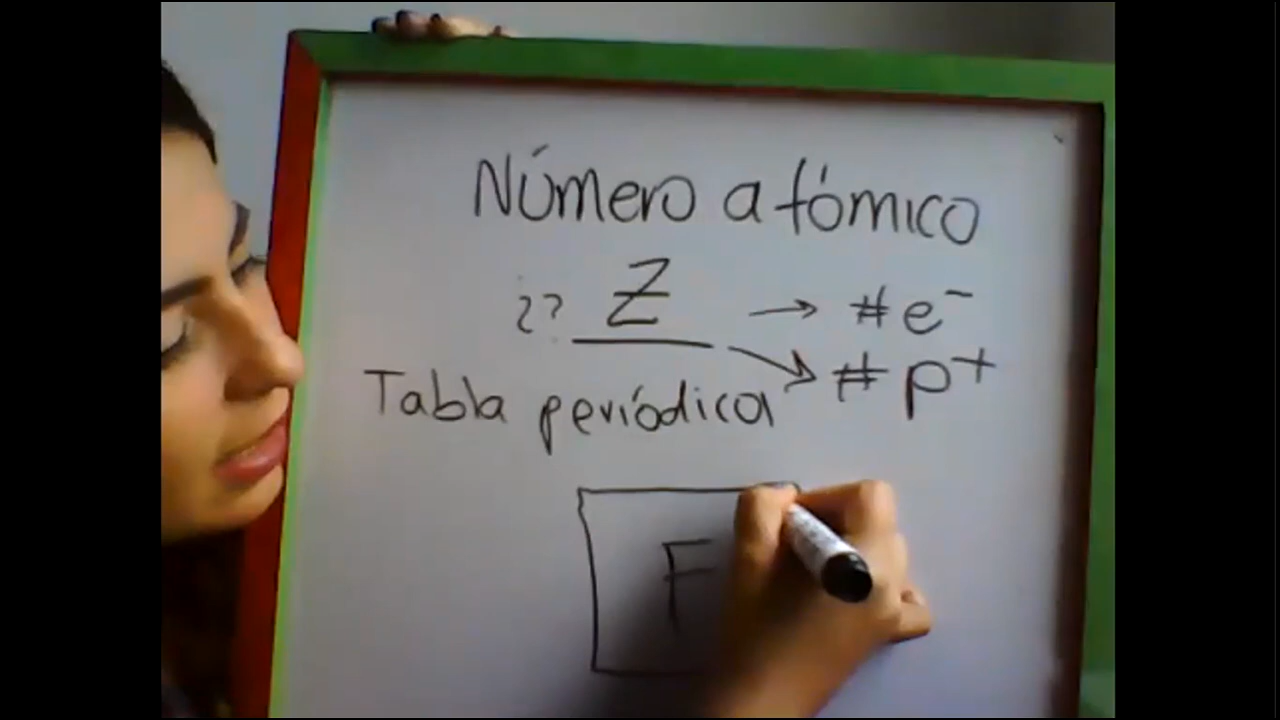 Número atómico
¿? Z → #e⁻
→ #p⁺
Tabla periódica
F